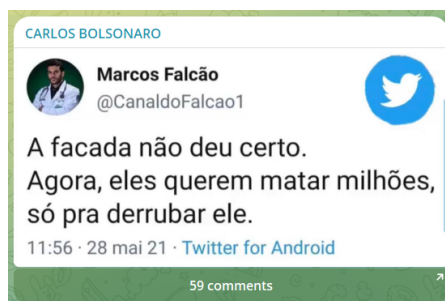 CARLOS BOLSONARO
Marcos Falcão
@CanaldoFalcao1
A facada não deu certo.
Agora, eles querem matar milhões,
só pra derrubar ele.
11:56 · 28 mai 21 · Twitter for Android
59 comments